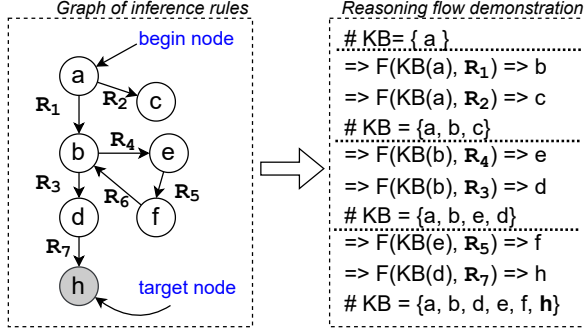 Graph of inference rules
begin node
a
R1
R2
c
b
R4
e
R3
R6
R5
d
f
R7
h
target node
Reasoning flow demonstration
# KB= { a }
=> F(KB(a), R1) => b
=> F(KB(a), R2) => c
# KB = {a, b, c}
=> F(KB(b), R4) => e
=> F(KB(b), R3) => d
# KB = {a, b, e, d}
=> F(KB(e), R5) => f
=> F(KB(d), R7) => h
# KB = {a, b, d, e, f, h}